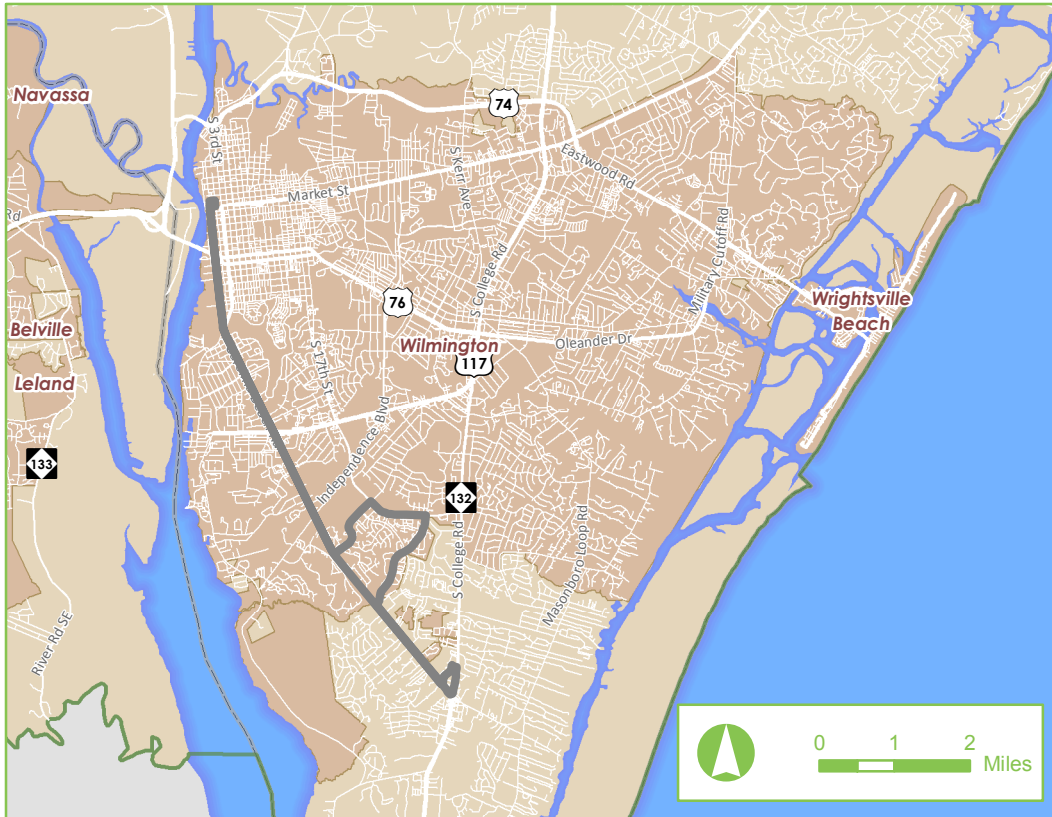 Navassa
74
S 3rd St
S Kerr Ave
Eastwood Rd
Market St
Rd
S College Rd
Military Cutoff Rd
76
Wrightsville
Beach
Belville
Wilmington
Oleander Dr
117
S 17th St
Leland
Independence Blvd
133
132
S College Rd
Masonboro Loop Rd
River Rd SE
0 1 2
Miles